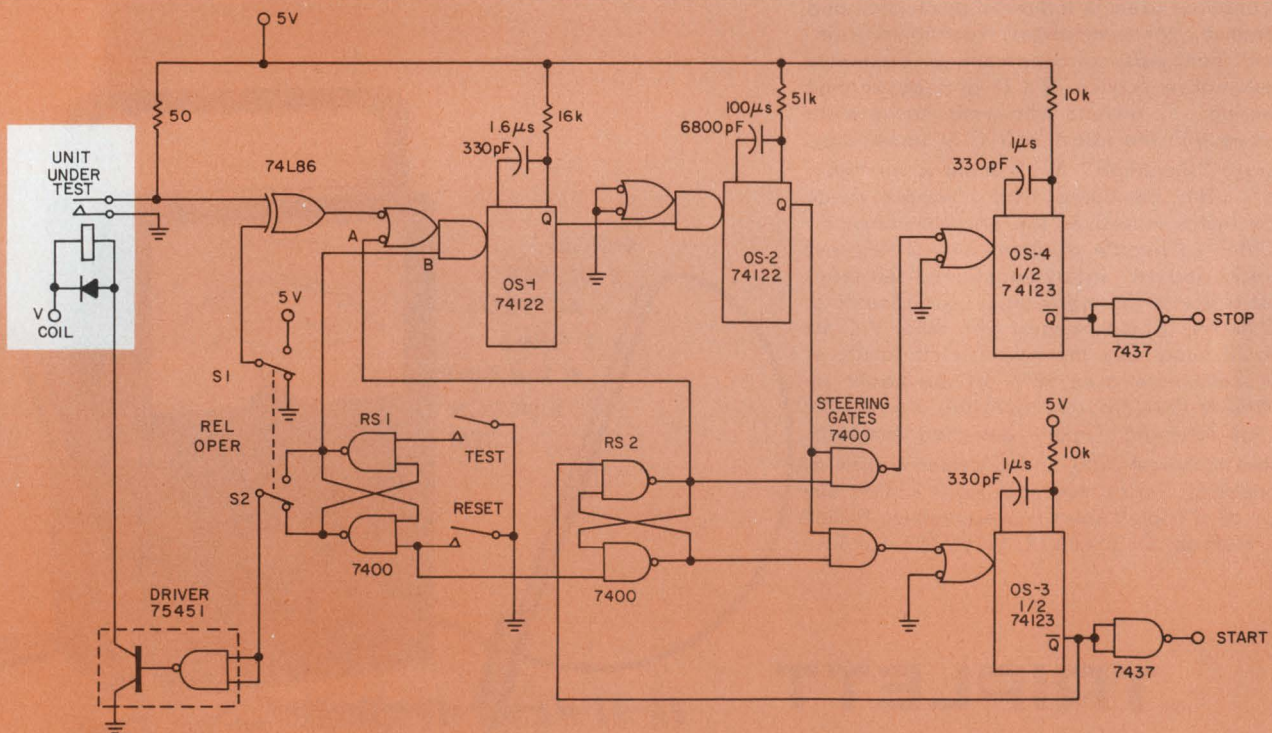 5V
50
16k
51k
10k
1.6μs
330pF
100μs
6800pF
1μs
330pF
UNIT
UNDER
TEST
74L86
A
B
Q
OS-1
74122
Q
OS-2
74122
OS-4
1/2
74123
Q
STOP
7437
V
COIL
5V
S1
REL
OPER
S2
RS 1
TEST
RESET
7400
RS 2
7400
STEERING
GATES
7400
5V
10k
1μs
330pF
OS-3
1/2
74123
Q
START
7437
DRIVER
75451